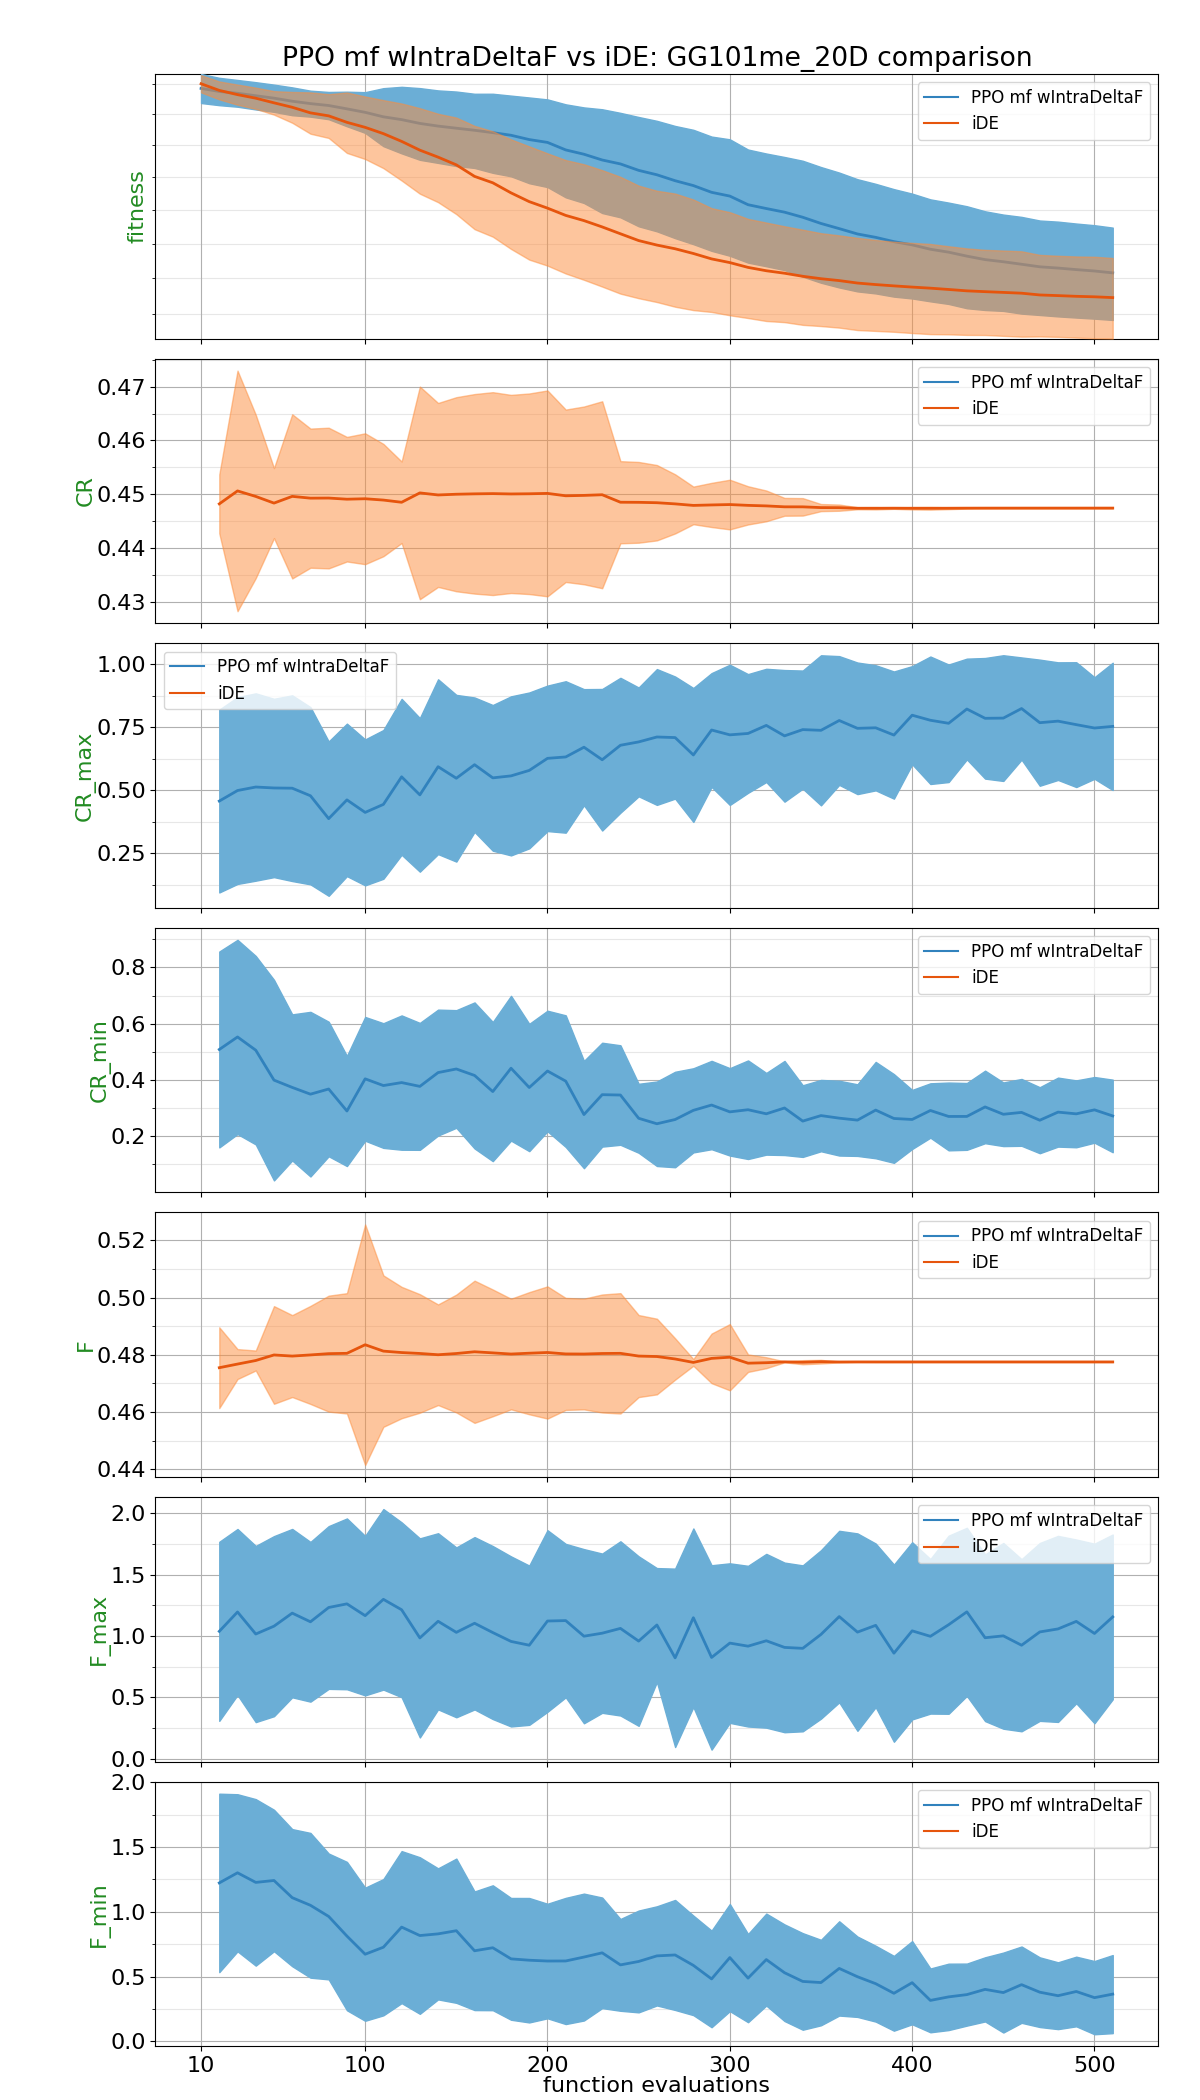 PPO mf wIntraDeltaF vs iDE: GG101me_20D comparison
fitness
PPO mf wIntraDeltaF
iDE
CR
0.47
0.46
0.45
0.44
0.43
PPO mf wIntraDeltaF
iDE
CR_max
1.00
0.75
0.50
0.25
PPO mf wIntraDeltaF
iDE
CR_min
0.8
0.6
0.4
0.2
PPO mf wIntraDeltaF
iDE
F
0.52
0.50
0.48
0.46
0.44
PPO mf wIntraDeltaF
iDE
F_max
2.0
1.5
1.0
0.5
0.0
PPO mf wIntraDeltaF
iDE
F_min
2.0
1.5
1.0
0.5
0.0
PPO mf wIntraDeltaF
iDE
10 100 200 300 400 500
function evaluations